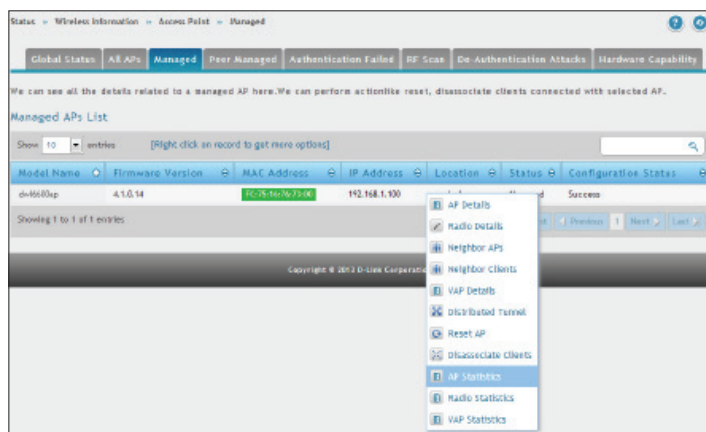 Status » Wireless Information » Access Point » Managed
Global Status All APs Managed Peer Managed Authentication Failed RF Scan De-Authentication Attacks Hardware Capability
We can see all the details related to a managed AP here.We can perform actionlike reset, disassociate clients connected with selected AP.
Managed APs List
Show 10 entries [Right click on record to get more options]
Model Name Firmware Version MAC Address IP Address Location Status Configuration Status
4.1.0.14 192.168.1.100 Success
Showing 1 to 1 of 1 entries Previous 1 Next Last
Copyright © 2013 D-Link
AP Details
Radio Details
Neighbor APs
Neighbor Clients
VAP Details
Distributed Tunnel
Reset AP
Disassociate Clients
AP Statistics
Radio Statistics
VAP Statistics